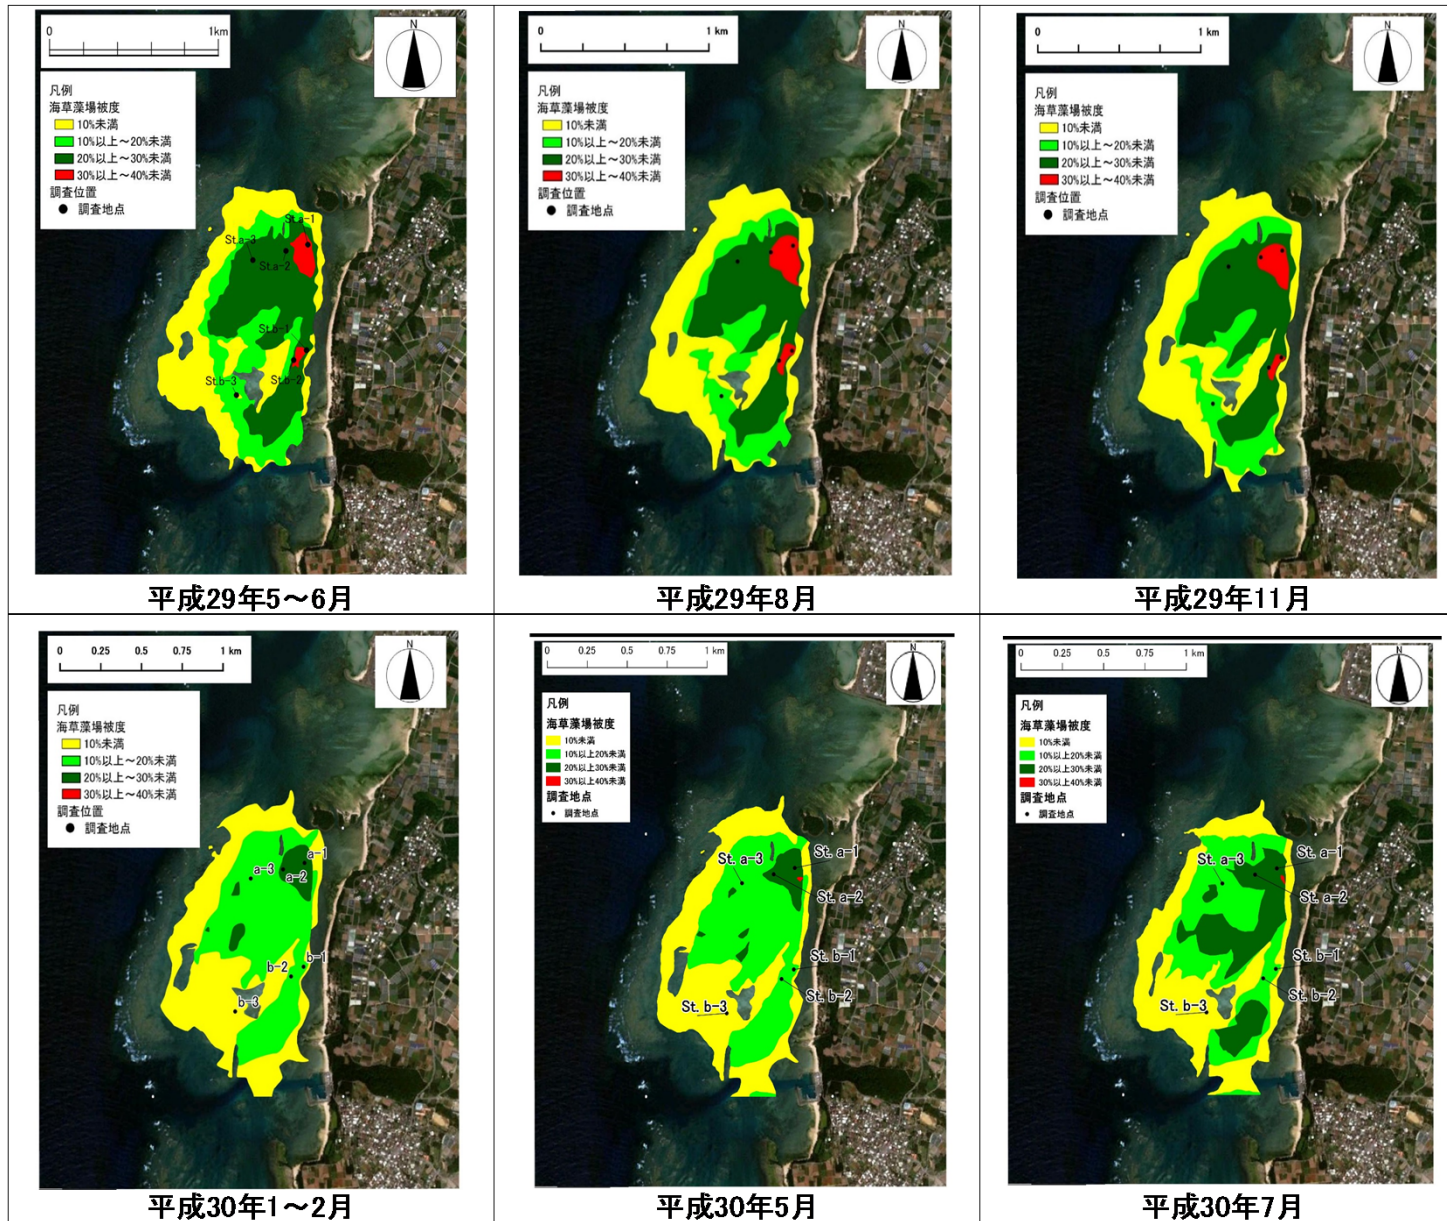 0 1km
N
凡例
海草藻場被度
10%未満
10%以上～20%未満
20%以上～30%未満
30%以上～40%未満
調査位置
調査地点
St.a-1
St.a-3
St.a-2
St.b-1
St.b-3
St.b-2
平成29年5～6月
0 1 km
N
凡例
海草藻場被度
10%未満
10%以上～20%未満
20%以上～30%未満
30%以上～40%未満
調査位置
調査地点
平成29年8月
0 1 km
N
凡例
海草藻場被度
10%未満
10%以上～20%未満
20%以上～30%未満
30%以上～40%未満
調査位置
調査地点
平成29年11月
0 0.25 0.5 0.75 1 km
N
凡例
海草藻場被度
10%未満
10%以上～20%未満
20%以上～30%未満
30%以上～40%未満
調査位置
調査地点
a-1
a-3
a-2
b-1
b-2
b-3
平成30年1～2月
0 0.25 0.5 0.75 1 km
N
凡例
海草藻場被度
10%未満
10%以上20%未満
20%以上30%未満
30%以上40%未満
調査地点
調査地点
St. a-3
St. a-1
St. a-2
St. b-1
St. b-2
St. b-3
平成30年5月
0 0.25 0.5 0.75 1 km
N
凡例
海草藻場被度
10%未満
10%以上20%未満
20%以上30%未満
30%以上40%未満
調査地点
調査地点
St. a-3
St. a-1
St. a-2
St. b-1
St. b-2
St. b-3
平成30年7月